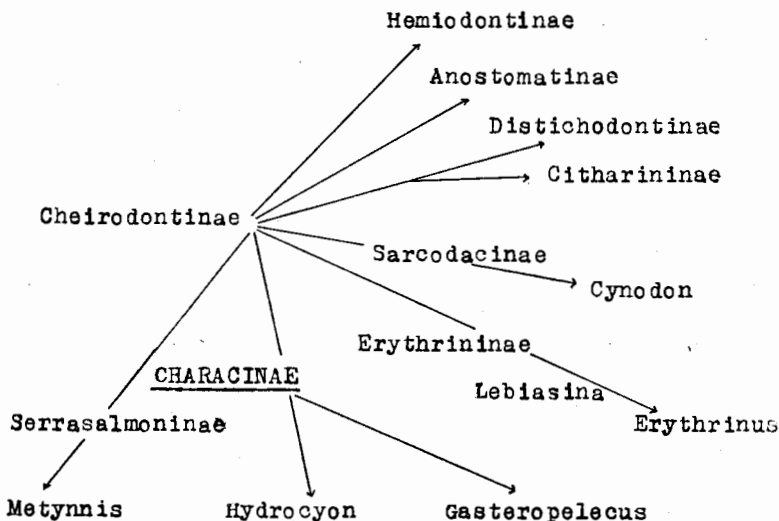 Hemiodontinae
Anostomatinae
Distichodontinae
Citharininae
Cheirodontinae
Sarcodacinae
Cynodon
Erythrininae
CHARACINAE
Lebiasina
Serrasalmoninae
Erythrinus
Metynnis
Hydrocyon
Gasteropelecus